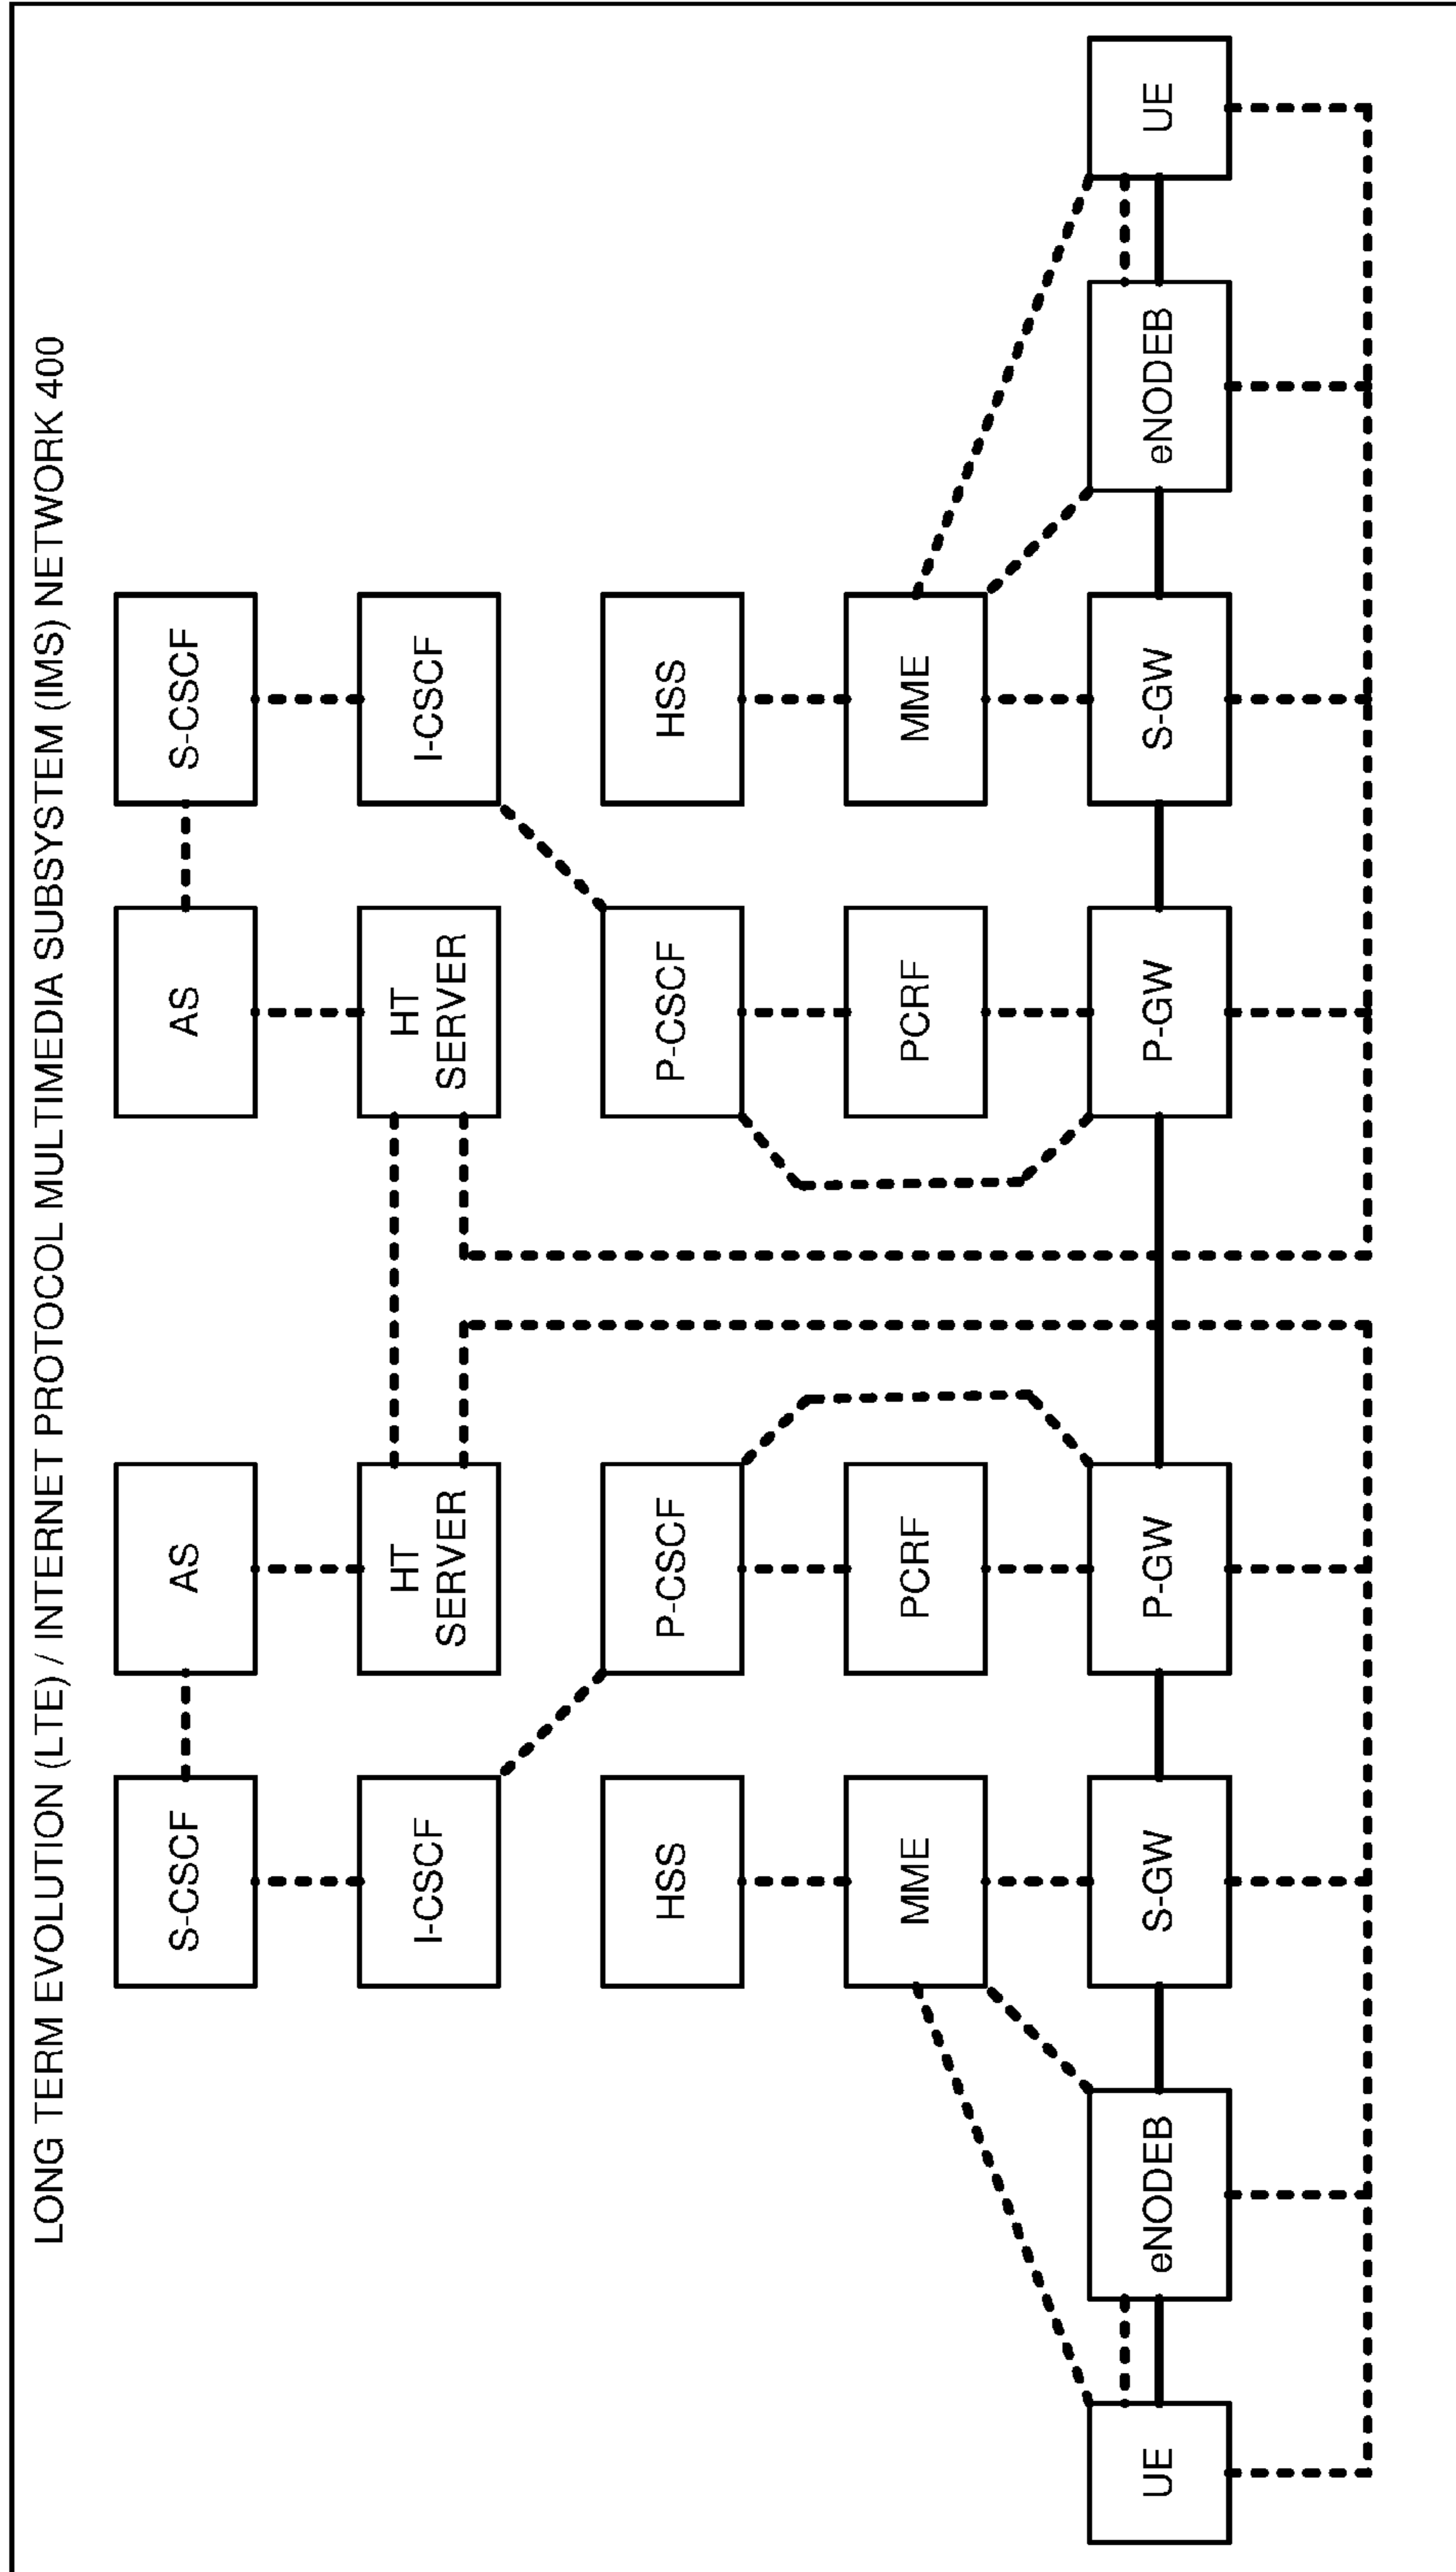 LONG TERM EVOLUTION (LTE) / INTERNET PROTOCOL MULTIMEDIA SUBSYSTEM (IMS) NETWORK 400
S-CSCF
AS
AS
S-CSCF
I-CSCF
HT
SERVER
HT
SERVER
I-CSCF
HSS
P-CSCF
P-CSCF
HSS
MME
PCRF
PCRF
MME
UE
eNODEB
S-GW
P-GW
P-GW
S-GW
eNODEB
UE